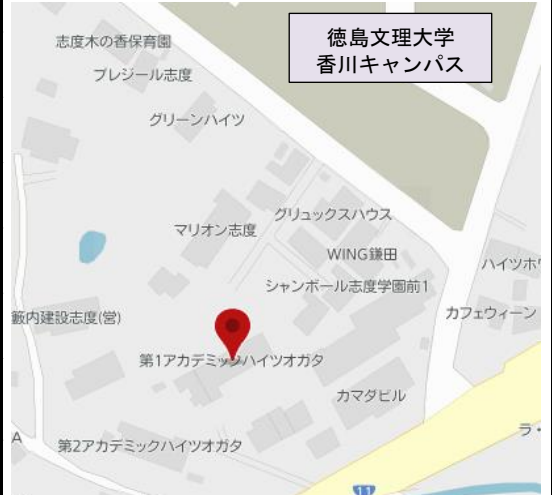 徳島文理大学
香川キャンパス
志度木の香保育園
プレジール志度
グリーンハイツ
グリュックスハウス
マリオン志度
WING鎌田
ハイツホワ
シャンボール志度学園前1
籔内建設志度(営)
カフェウィーン
第1アカデミックハイツオガタ
カマダビル
ラ・
A
第2アカデミックハイツオガタ
11